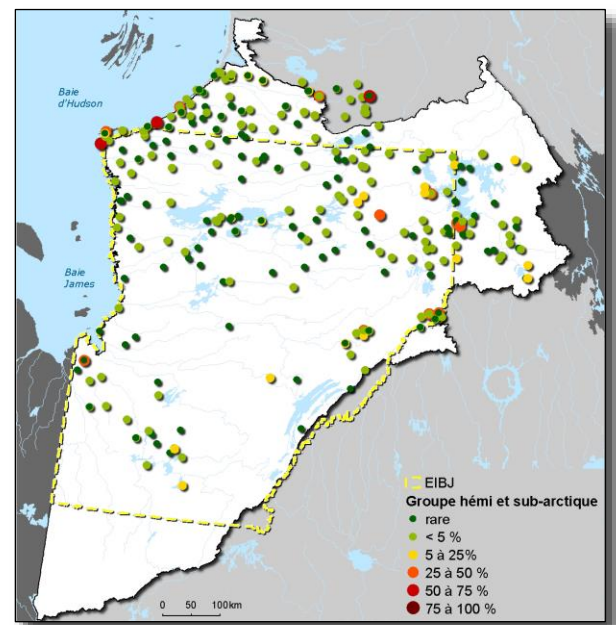 Baie
d'Hudson
Baie
James
EIBJ
Groupe hémi et sub-arctique
rare
< 5 %
5 à 25%
25 à 50 %
50 à 75 %
75 à 100 %
0 50 100km